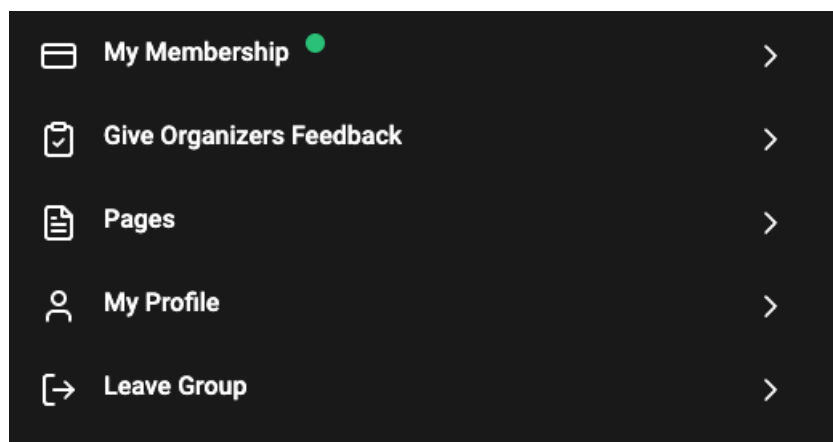 My Membership
Give Organizers Feedback
Pages
My Profile
Leave Group